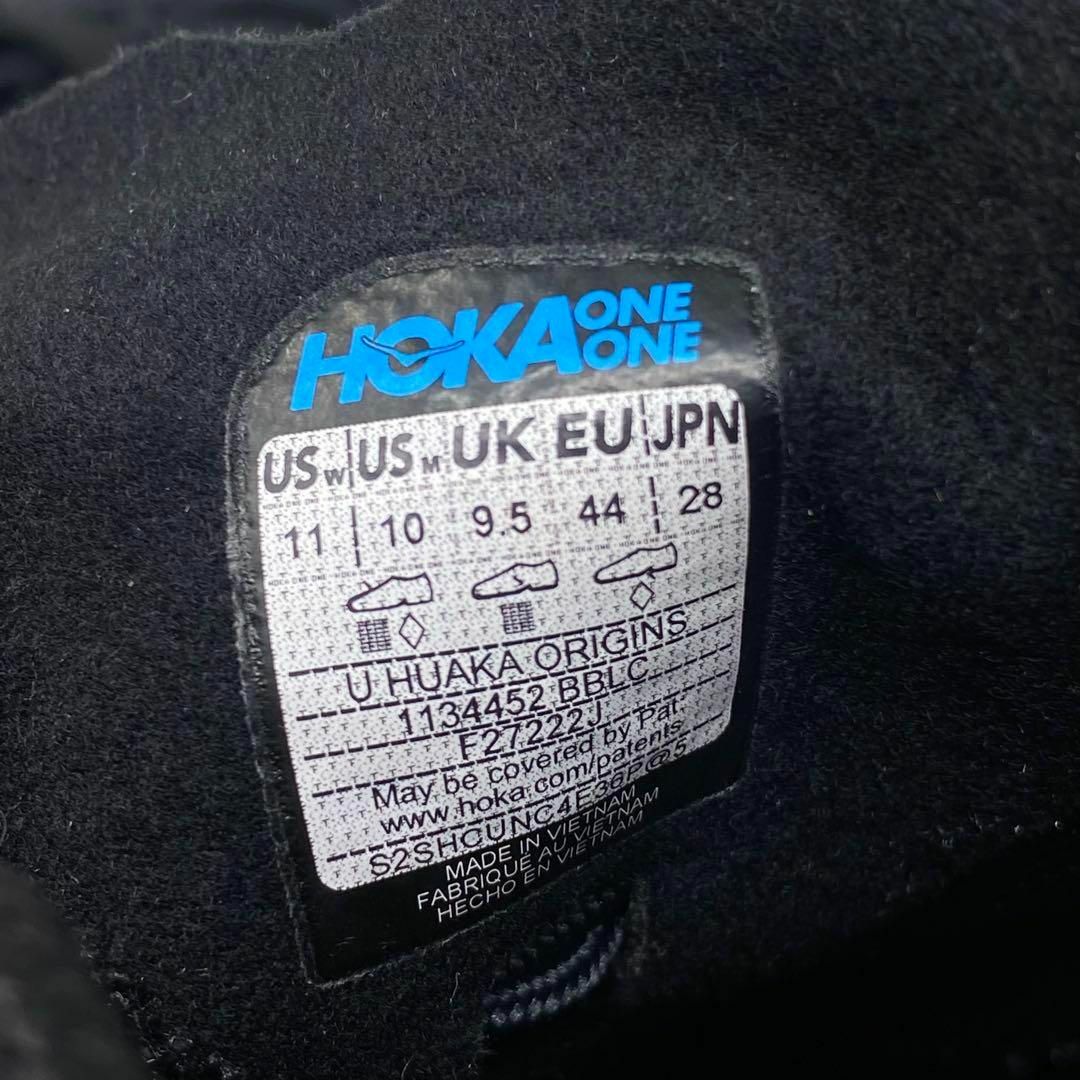 HOKA ONE ONE
US W US M UK EU JPN
11 10 9.5 44 28
U HUAKA ORIGINS
1134452 BBLC
F27222J
May be covered by Pat.
www.hoka.com/patents
S2SHCUNC4E36P@5
MADE IN VIETNAM
FABRIQUE AU VIETNAM
HECHO EN VIETNAM